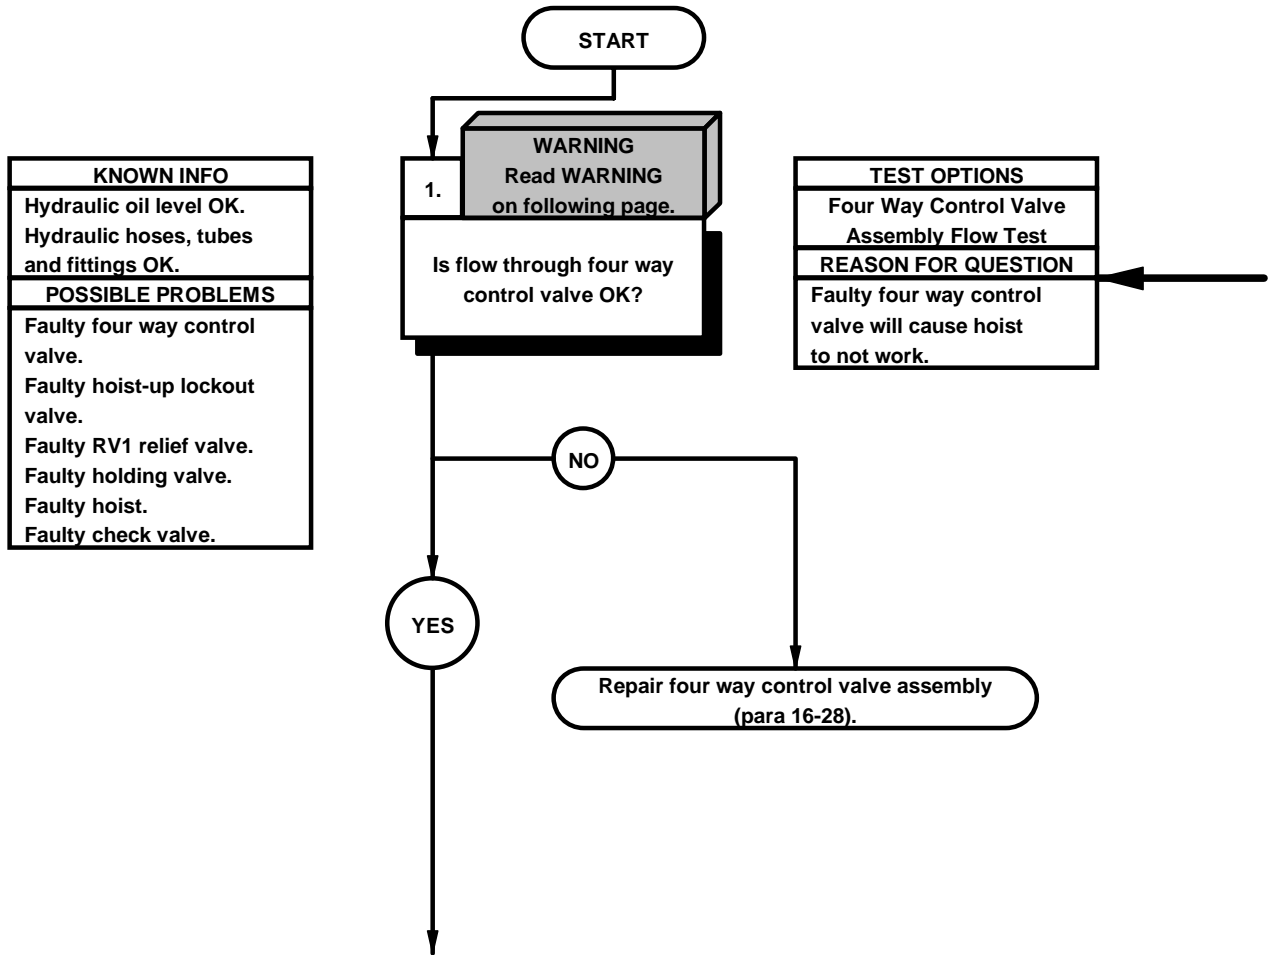 START
KNOWN INFO
Hydraulic oil level OK.
Hydraulic hoses, tubes
and fittings OK.
POSSIBLE PROBLEMS
Faulty four way control
valve.
Faulty hoist-up lockout
valve.
Faulty RV1 relief valve.
Faulty holding valve.
Faulty hoist.
Faulty check valve.
1.
WARNING
Read WARNING
on following page.
Is flow through four way
control valve OK?
TEST OPTIONS
Four Way Control Valve
Assembly Flow Test
REASON FOR QUESTION
Faulty four way control
valve will cause hoist
to not work.
NO
YES
Repair four way control valve assembly
(para 16-28).